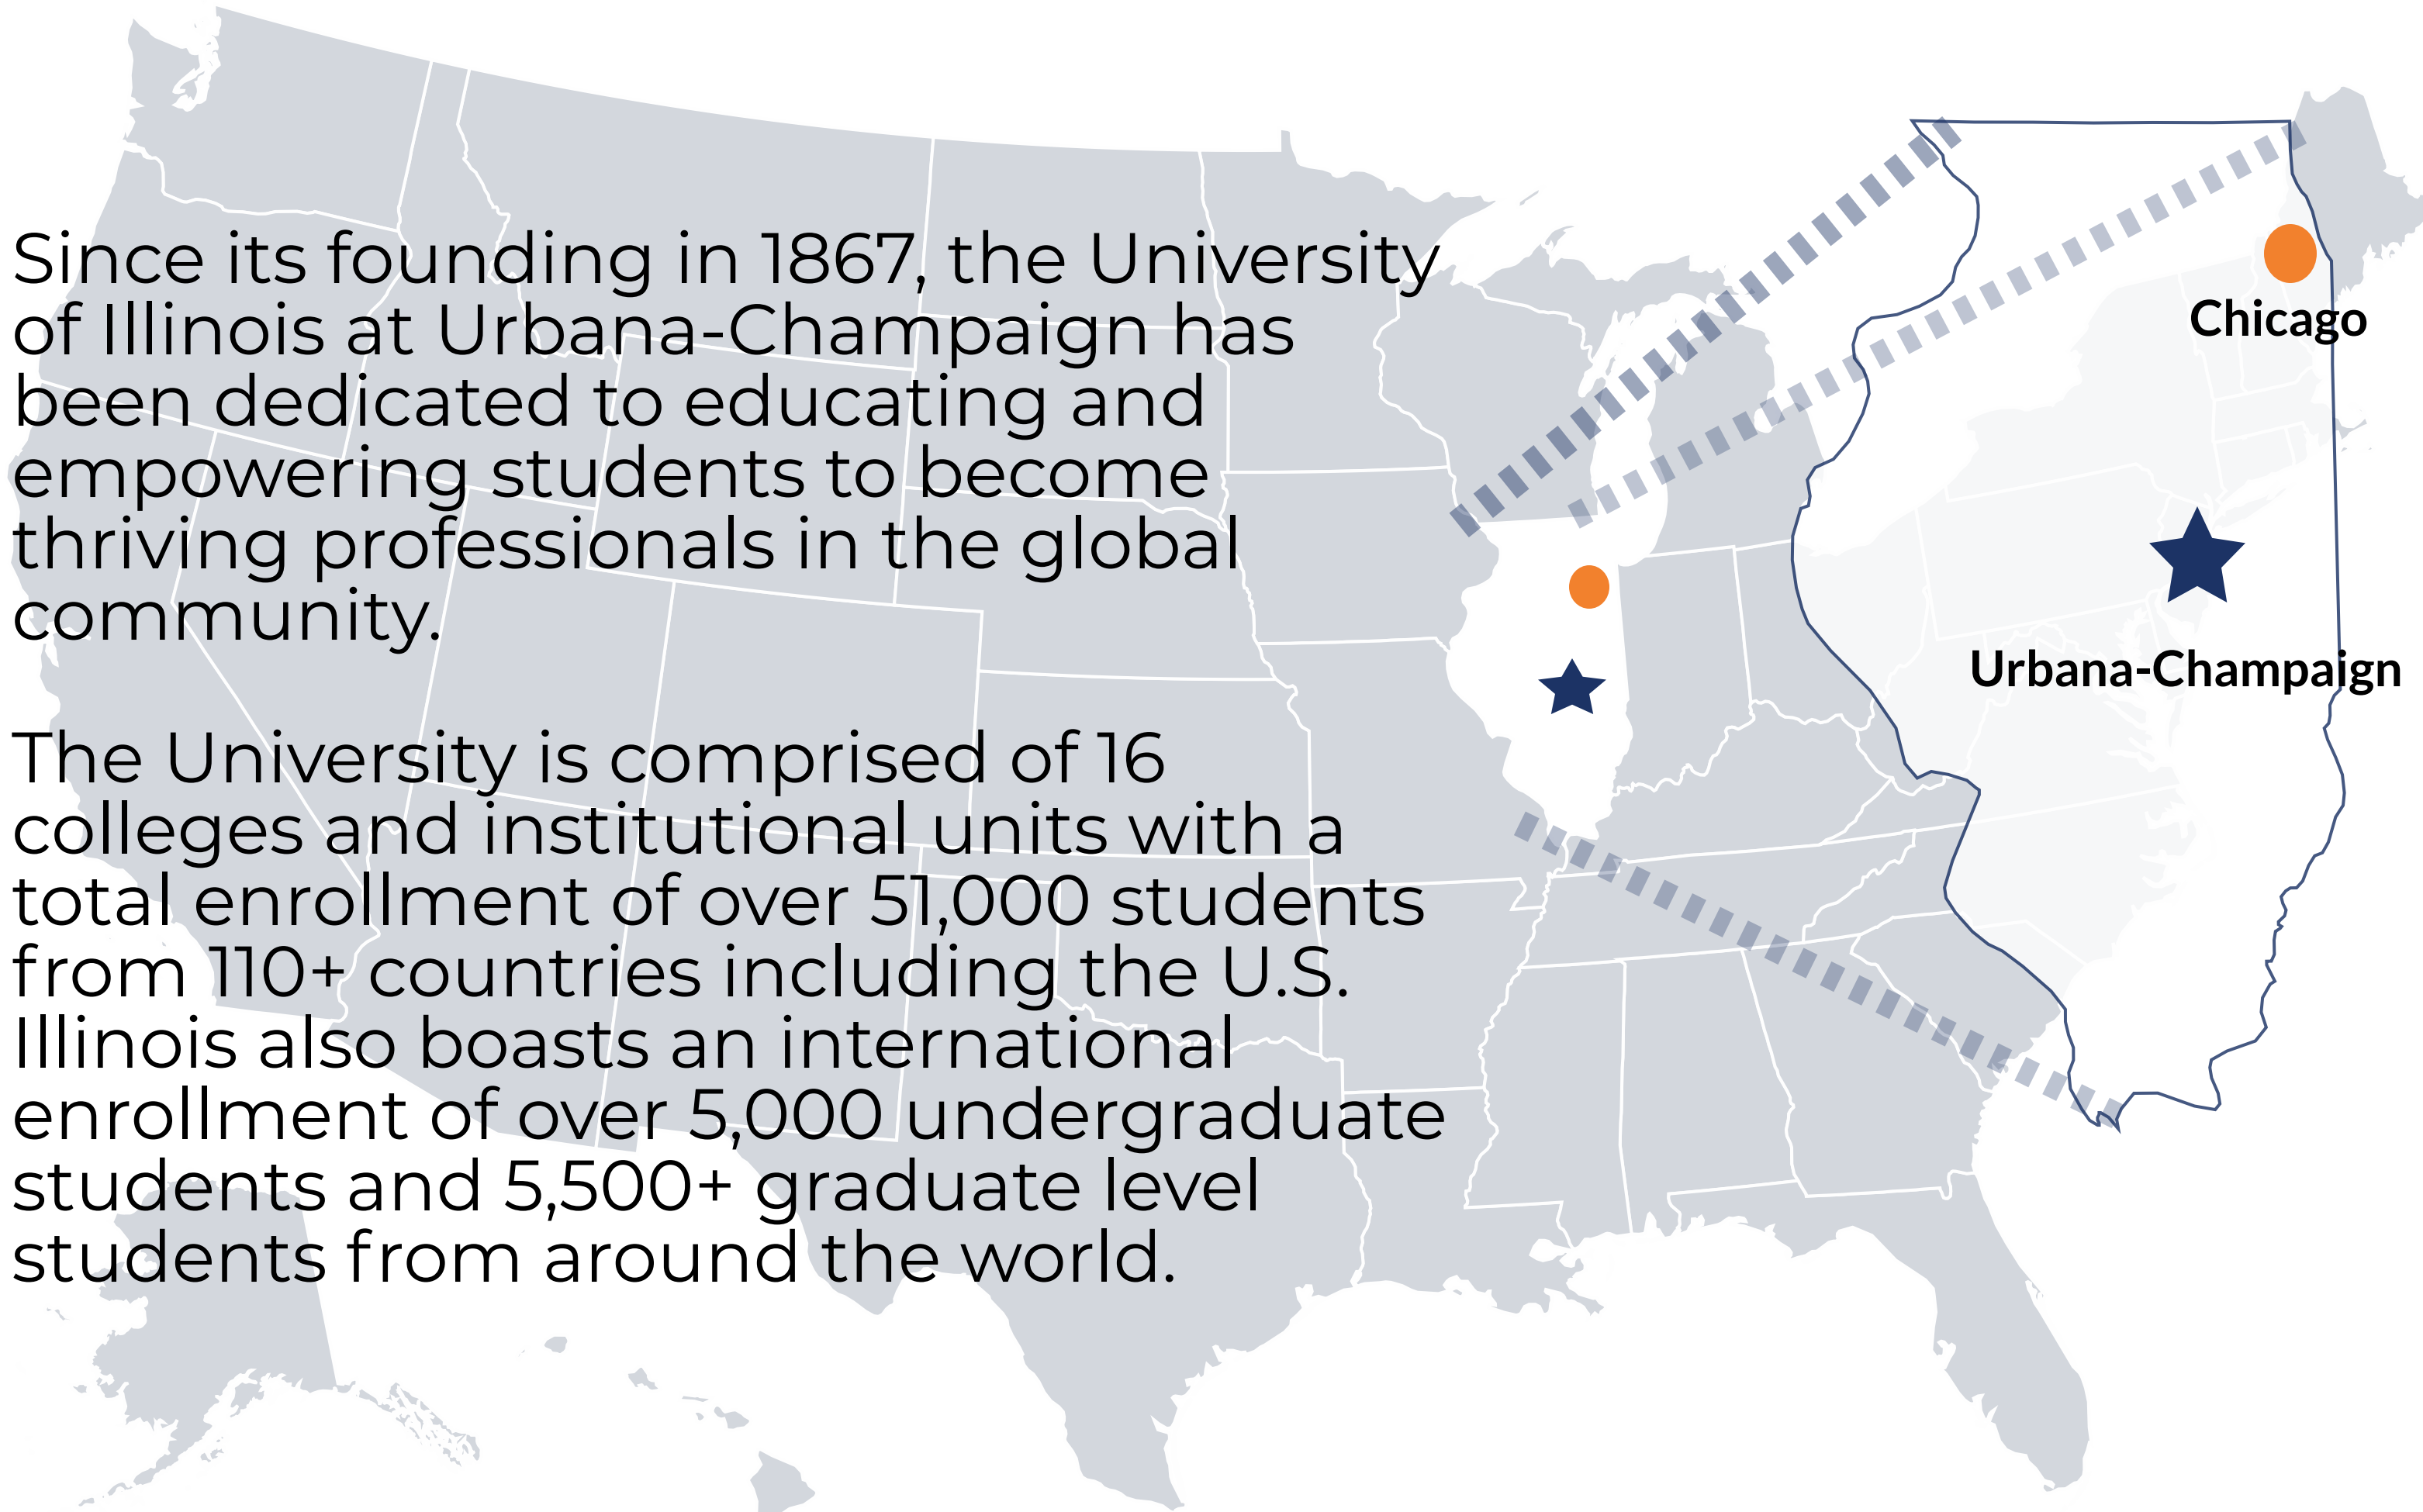 Since its founding in 1867, the University
of Illinois at Urbana-Champaign has
been dedicated to educating and
empowering students to become
thriving professionals in the global
community.
The University is comprised of 16
colleges and institutional units with a
total enrollment of over 51,000 students
from 110+ countries including the U.S.
Illinois also boasts an international
enrollment of over 5,000 undergraduate
students and 5,500+ graduate level
students from around the world.
Chicago
Urbana-Champaign